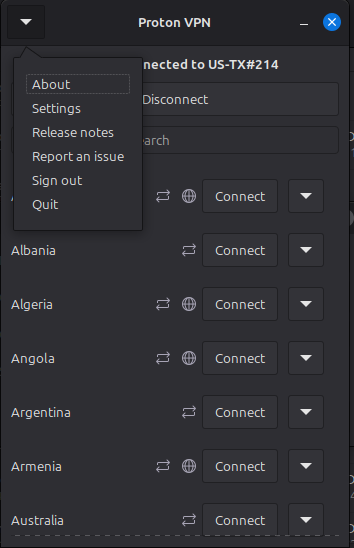 Proton VPN
nnected to US-TX#214
Disconnect
earch
About
Settings
Release notes
Report an issue
Sign out
Quit
A
Connect
Albania
Connect
Algeria
Connect
Angola
Connect
Argentina
Connect
Armenia
Connect
Australia
Connect